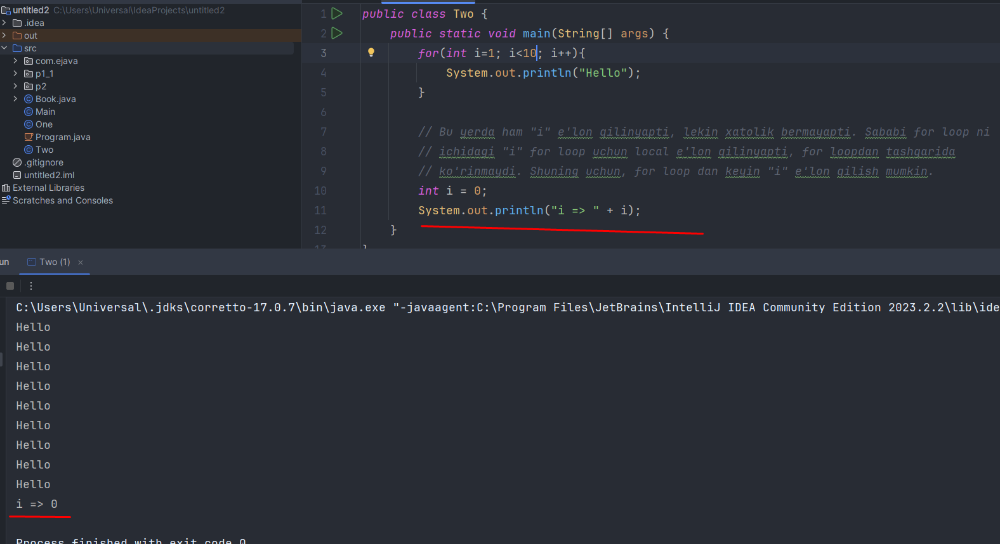 untitled2 C:\Users\Universal\IdeaProjects\untitled2
.idea
out
src
com.ejava
p1_1
p2
Book.java
Main
One
Program.java
Two
.gitignore
untitled2.iml
External Libraries
Scratches and Consoles
1 public class Two {
2 public static void main(String[] args) {
3 for(int i=1; i<10; i++){
4 System.out.println("Hello");
5 }
6
7 // Bu yerda ham "i" e'lon qilinyapti, lekin xatolik bermayapti. Sababi for loop ni
8 // ichidagi "i" for loop uchun local e'lon qilinyapti, for loopdan tashqarida
9 // ko'rinmaydi. Shuning uchun, for loop dan keyin "i" e'lon qilish mumkin.
10 int i = 0;
11 System.out.println("i => " + i);
12 }
13 }
un Two (1) ×
C:\Users\Universal\.jdks\corretto-17.0.7\bin\java.exe "-javaagent:C:\Program Files\JetBrains\IntelliJ IDEA Community Edition 2023.2.2\lib\ide
Hello
Hello
Hello
Hello
Hello
Hello
Hello
Hello
Hello
i => 0
Process finished with exit code 0